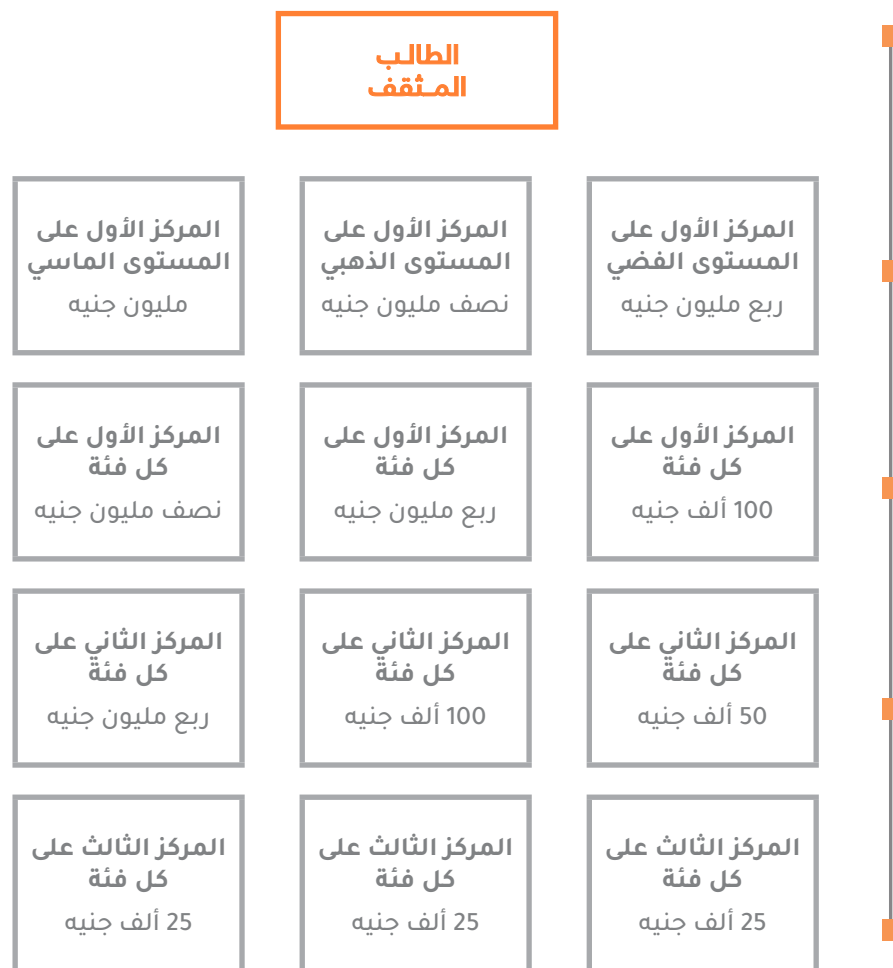 الطالب
المـثقف
المركز الأول على
المستوى الفضي
ربع مليون جنيه
المركز الأول على
المستوى الذهبي
نصف مليون جنيه
المركز الأول على
المستوى الماسي
مليون جنيه
المركز الأول على
كل فئة
100 ألف جنيه
المركز الأول على
كل فئة
ربع مليون جنيه
المركز الأول على
كل فئة
نصف مليون جنيه
المركز الثاني على
كل فئة
50 ألف جنيه
المركز الثاني على
كل فئة
100 ألف جنيه
المركز الثاني على
كل فئة
ربع مليون جنيه
المركز الثالث على
كل فئة
25 ألف جنيه
المركز الثالث على
كل فئة
25 ألف جنيه
المركز الثالث على
كل فئة
25 ألف جنيه